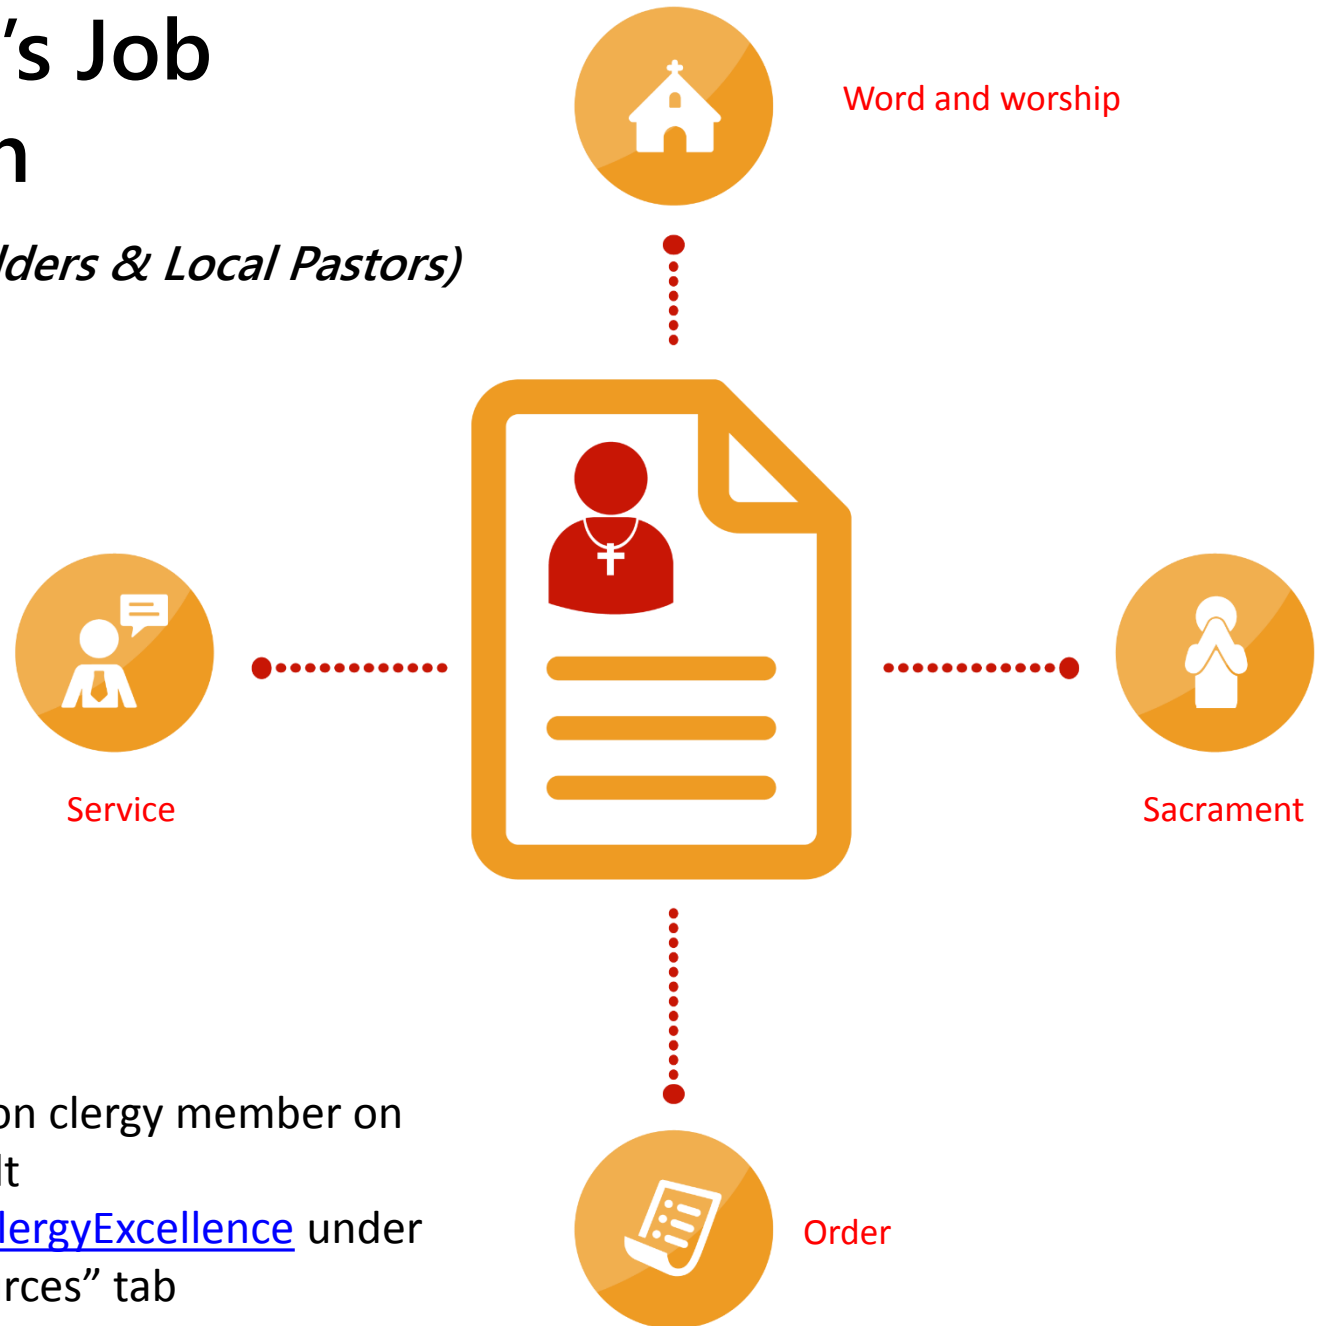 ’s Job
n
lders & Local Pastors)
Word and worship
Service
Sacrament
on clergy member on
lt
lergyExcellence under
rces” tab
Order